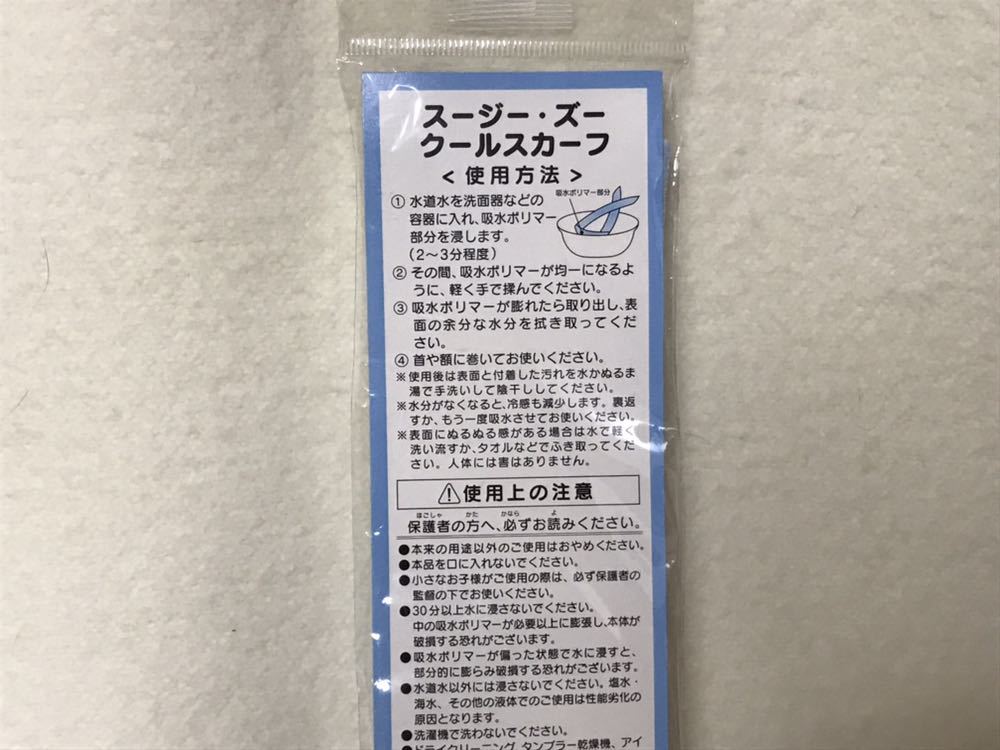 スージー・ズー
クールスカーフ
<使用方法>
吸水ポリマー部分
① 水道水を洗面器などの
容器に入れ、吸水ポリマー
部分を浸します。
（2〜3分程度）
② その間、吸水ポリマーが均一になるよ
うに、軽く手で揉んでください。
③ 吸水ポリマーが膨れたら取り出し、表
面の余分な水分を拭き取ってくだ
さい。
④ 首や額に巻いてお使いください。
※使用後は表面と付着した汚れを水かぬるま
湯で手洗いして陰干ししてください。
※水分がなくなると、冷感も減少します。裏返
すか、もう一度吸水させてお使いください。
※表面にぬるぬる感がある場合は水で軽く
洗い流すか、タオルなどでふき取ってくだ
さい。人体には害はありません。
⚠使用上の注意
ほごしゃ かた かなら よ
保護者の方へ、必ずお読みください。
●本来の用途以外のご使用はおやめください。
●本品を口に入れないでください。
●小さなお子様がご使用の際は、必ず保護者の
監督の下でお使いください。
●30分以上水に浸さないでください。
中の吸水ポリマーが必要以上に膨張し、本体が
破損する恐れがございます。
●吸水ポリマーが偏った状態で水に浸すと、
部分的に膨らみ破損する恐れがございます。
●水道水以外には浸さないでください。塩水・
海水、その他の液体でのご使用は性能劣化の
原因となります。
●洗濯機で洗わないでください。
●ドライクリーニング、タンブラー乾燥機、アイ